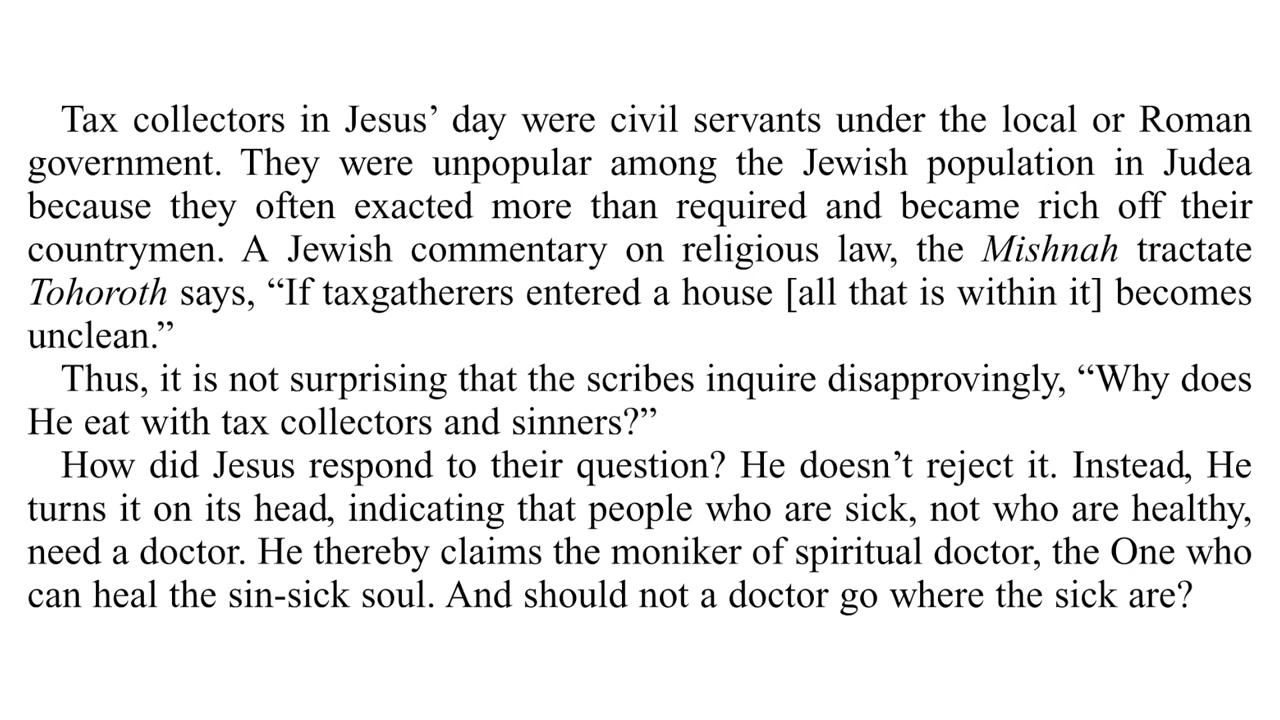 Tax collectors in Jesus’ day were civil servants under the local or Roman
government. They were unpopular among the Jewish population in Judea
because they often exacted more than required and became rich off their
countrymen. A Jewish commentary on religious law, the Mishnah tractate
Tohoroth says, “If taxgatherers entered a house [all that is within it] becomes
unclean.”
Thus, it is not surprising that the scribes inquire disapprovingly, “Why does
He eat with tax collectors and sinners?”
How did Jesus respond to their question? He doesn’t reject it. Instead, He
turns it on its head, indicating that people who are sick, not who are healthy,
need a doctor. He thereby claims the moniker of spiritual doctor, the One who
can heal the sin-sick soul. And should not a doctor go where the sick are?